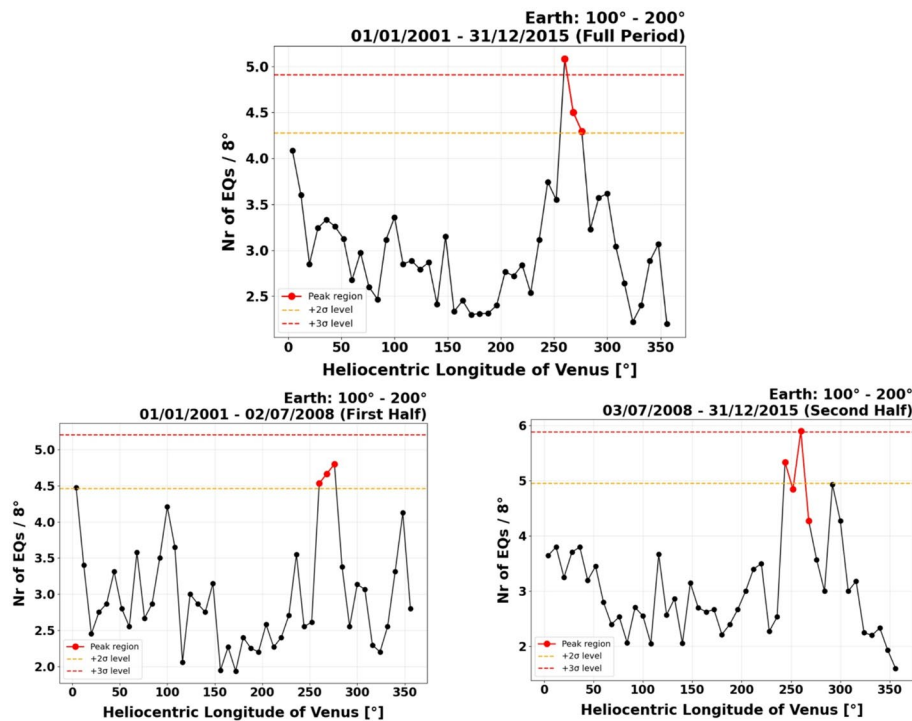 Earth: 100° - 200°
01/01/2001 - 31/12/2015 (Full Period)
Nr of EQs / 8°
5.0
4.5
4.0
3.5
3.0
2.5
Peak region
+2σ level
+3σ level
0 50 100 150 200 250 300 350
Heliocentric Longitude of Venus [°]
Earth: 100° - 200°
01/01/2001 - 02/07/2008 (First Half)
Nr of EQs / 8°
5.0
4.5
4.0
3.5
3.0
2.5
2.0
Peak region
+2σ level
+3σ level
0 50 100 150 200 250 300 350
Heliocentric Longitude of Venus [°]
Earth: 100° - 200°
03/07/2008 - 31/12/2015 (Second Half)
Nr of EQs / 8°
6
5
4
3
2
Peak region
+2σ level
+3σ level
0 50 100 150 200 250 300 350
Heliocentric Longitude of Venus [°]